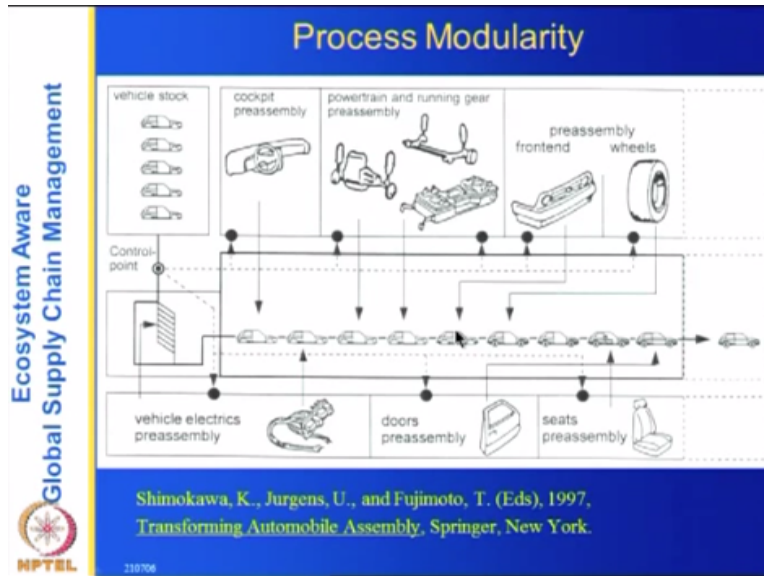 Process Modularity
Ecosystem Aware
Global Supply Chain Management
vehicle stock
cockpit
preassembly
powertrain and running gear
preassembly
preassembly
frontend wheels
Control-
point
vehicle electrics
preassembly
doors
preassembly
seats
preassembly
Shimokawa, K., Jurgens, U., and Fujimoto, T. (Eds), 1997,
Transforming Automobile Assembly, Springer, New York.
NPTEL
210706